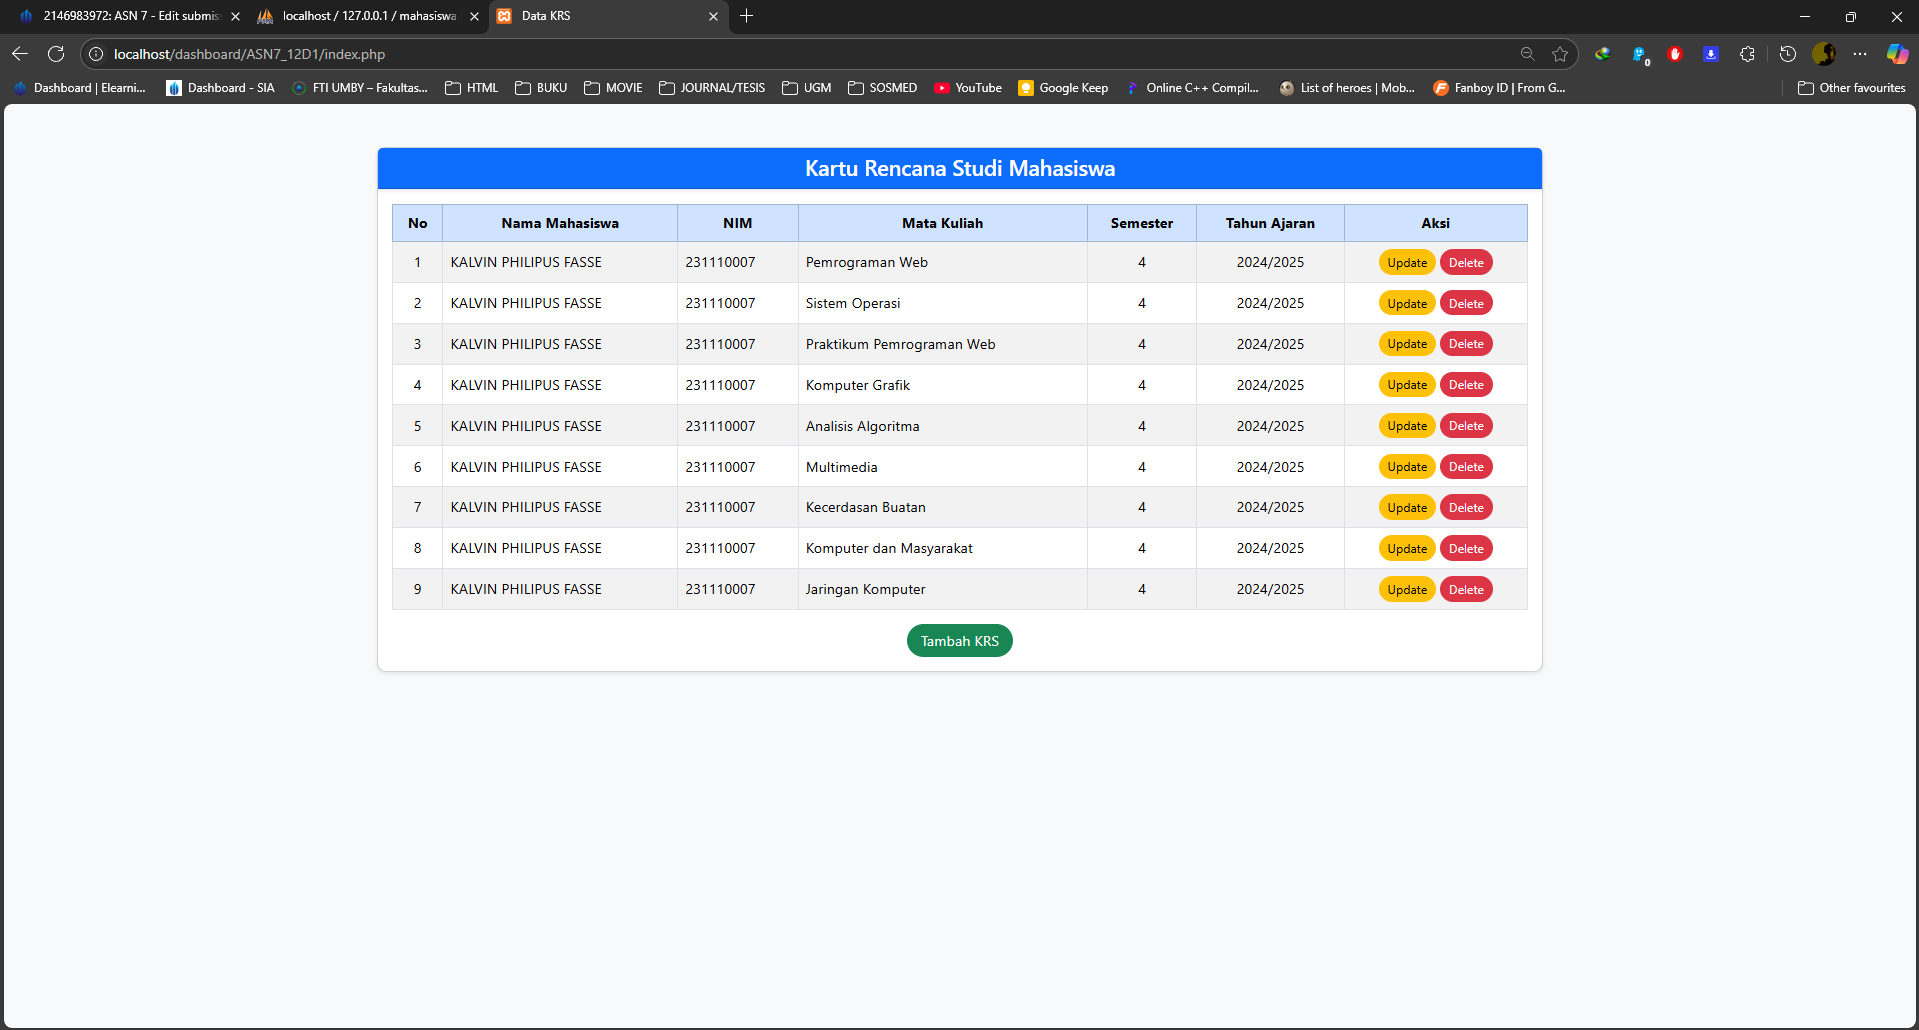 2146983972: ASN 7 - Edit submis
localhost / 127.0.0.1 / mahasiswa
Data KRS
localhost/dashboard/ASN7_12D1/index.php
0
Dashboard | Elearni... Dashboard - SIA FTI UMBY – Fakultas... HTML BUKU MOVIE JOURNAL/TESIS UGM SOSMED YouTube Google Keep Online C++ Compil... List of heroes | Mob... Fanboy ID | From G... Other favourites
Kartu Rencana Studi Mahasiswa
No Nama Mahasiswa NIM Mata Kuliah Semester Tahun Ajaran Aksi
1 KALVIN PHILIPUS FASSE 231110007 Pemrograman Web 4 2024/2025 Update Delete
2 KALVIN PHILIPUS FASSE 231110007 Sistem Operasi 4 2024/2025 Update Delete
3 KALVIN PHILIPUS FASSE 231110007 Praktikum Pemrograman Web 4 2024/2025 Update Delete
4 KALVIN PHILIPUS FASSE 231110007 Komputer Grafik 4 2024/2025 Update Delete
5 KALVIN PHILIPUS FASSE 231110007 Analisis Algoritma 4 2024/2025 Update Delete
6 KALVIN PHILIPUS FASSE 231110007 Multimedia 4 2024/2025 Update Delete
7 KALVIN PHILIPUS FASSE 231110007 Kecerdasan Buatan 4 2024/2025 Update Delete
8 KALVIN PHILIPUS FASSE 231110007 Komputer dan Masyarakat 4 2024/2025 Update Delete
9 KALVIN PHILIPUS FASSE 231110007 Jaringan Komputer 4 2024/2025 Update Delete
Tambah KRS